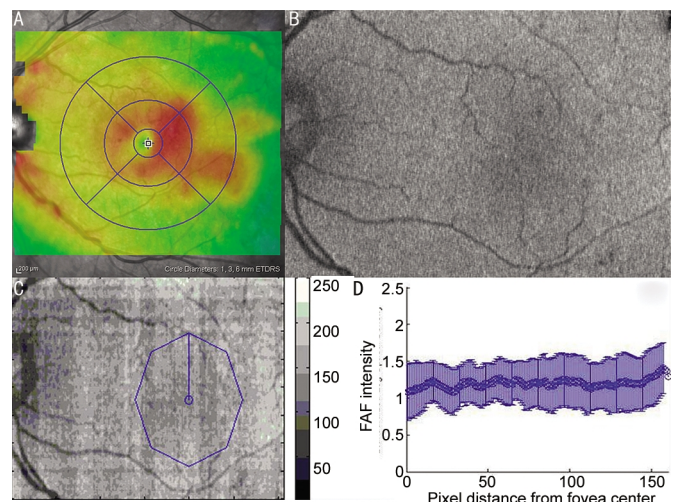 A
B
200 µm
Circle Diameters: 1, 3, 6 mm ETDRS
C
250
200
150
100
50
D
2.5
2
1.5
1
0.5
0
FAF intensity
0
50
100
150
Pixel distance from fovea center